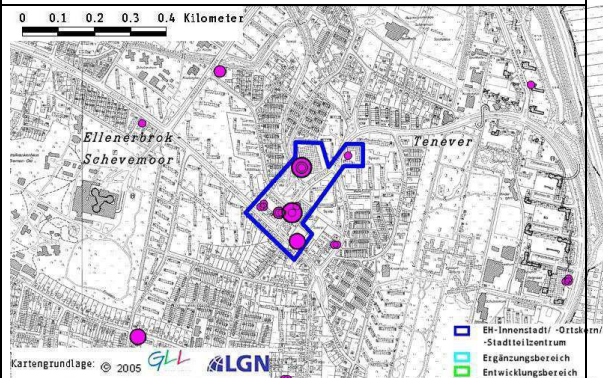 0 0.1 0.2 0.3 0.4 Kilometer
Ellenerbrok
Schevemoor
Tenever
EH-Innenstadt/ -Ortskern/
-Stadtteilzentrum
Ergänzungsbereich
Entwicklungsbereich
Kartengrundlage: © 2005 GLL LGN